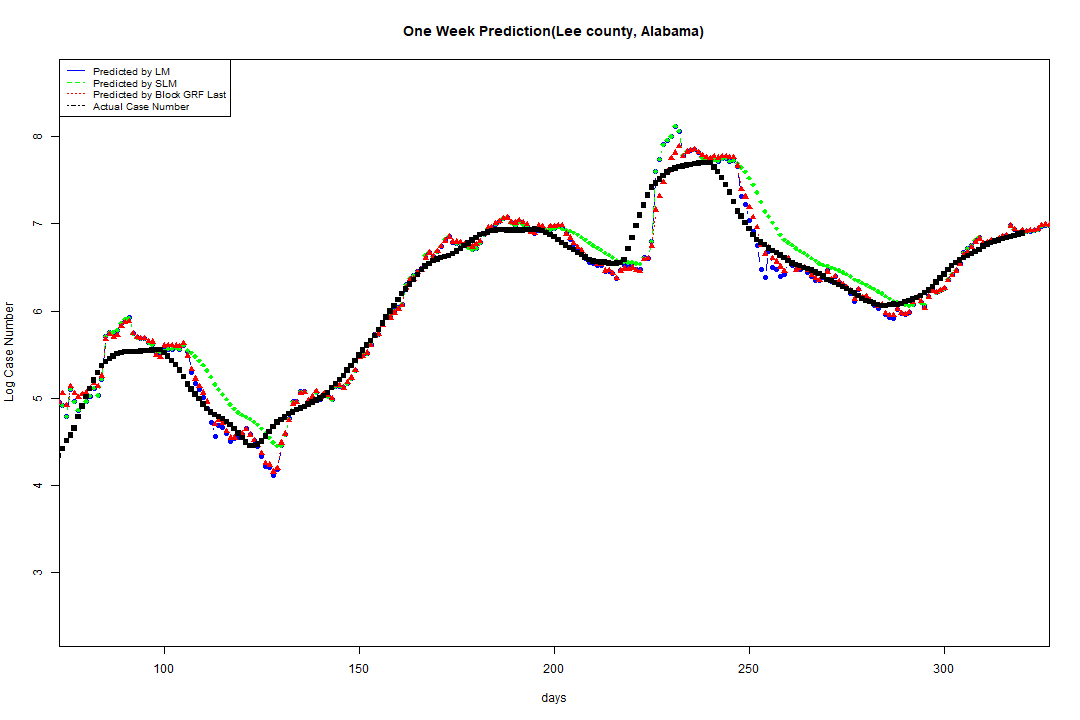 One Week Prediction(Lee county, Alabama)
Predicted by LM
Predicted by SLM
Predicted by Block GRF Last
Actual Case Number
8
7
6
5
4
3
Log Case Number
100 150 200 250 300
days